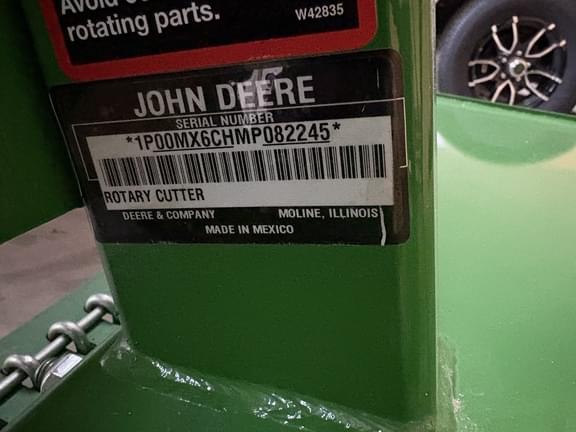 rotating parts.
W42835
JOHN DEERE
SERIAL NUMBER
*1P00MX6CHMP082245*
ROTARY CUTTER
DEERE & COMPANY MOLINE, ILLINOIS
MADE IN MEXICO